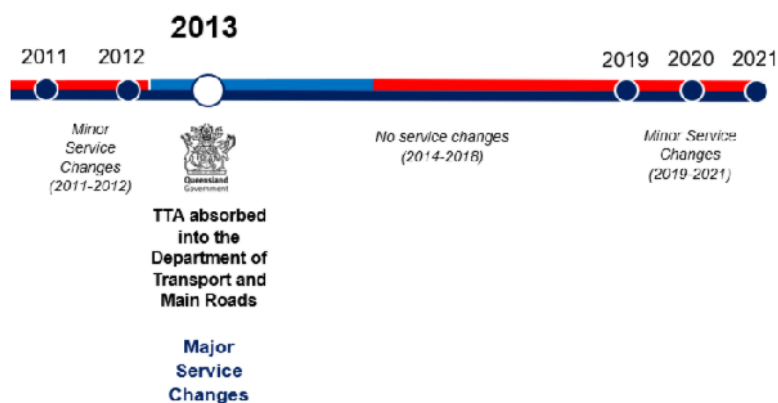 2013
2011
2012
2019
2020
2021
Minor
Service
Changes
(2011-2012)
Queensland
Government
No service changes
(2014-2018)
Minor Service
Changes
(2019-2021)
TTA absorbed
into the
Department of
Transport and
Main Roads
Major
Service
Changes